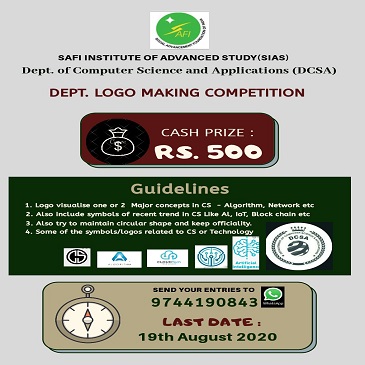 SAFI
SAFI INSTITUTE OF ADVANCED STUDY(SIAS)
Dept. of Computer Science and Applications (DCSA)
DEPT. LOGO MAKING COMPETITION
CASH PRIZE :
RS. 500
Guidelines
1. Logo visualise one or 2 Major concepts in CS - Algorithm, Network etc
2. Also include symbols of recent trend in CS Like AI, IoT, Block chain etc
3. Also try to maintain circular shape and keep officiality.
4. Some of the symbols/logos related to CS or Technology
DCSA
Artificial
Intelligence
SEND YOUR ENTRIES TO
9744190843
WhatsApp
LAST DATE :
19th August 2020